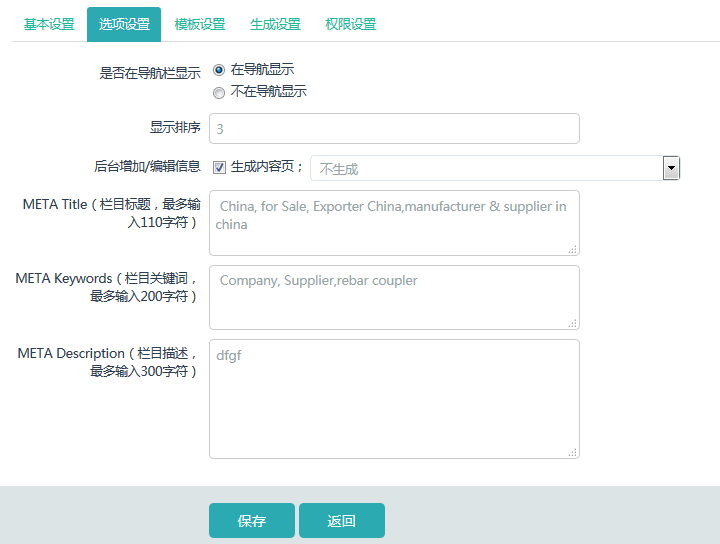 基本设置 选项设置 模板设置 生成设置 权限设置
是否在导航栏显示 在导航显示
不在导航显示
显示排序 3
后台增加/编辑信息 生成内容页； 不生成
META Title（栏目标题，最多输
入110字符）
China, for Sale, Exporter China,manufacturer & supplier in
china
META Keywords（栏目关键词，
最多输入200字符）
Company, Supplier,rebar coupler
META Description（栏目描述，
最多输入300字符）
dfgf
保存 返回